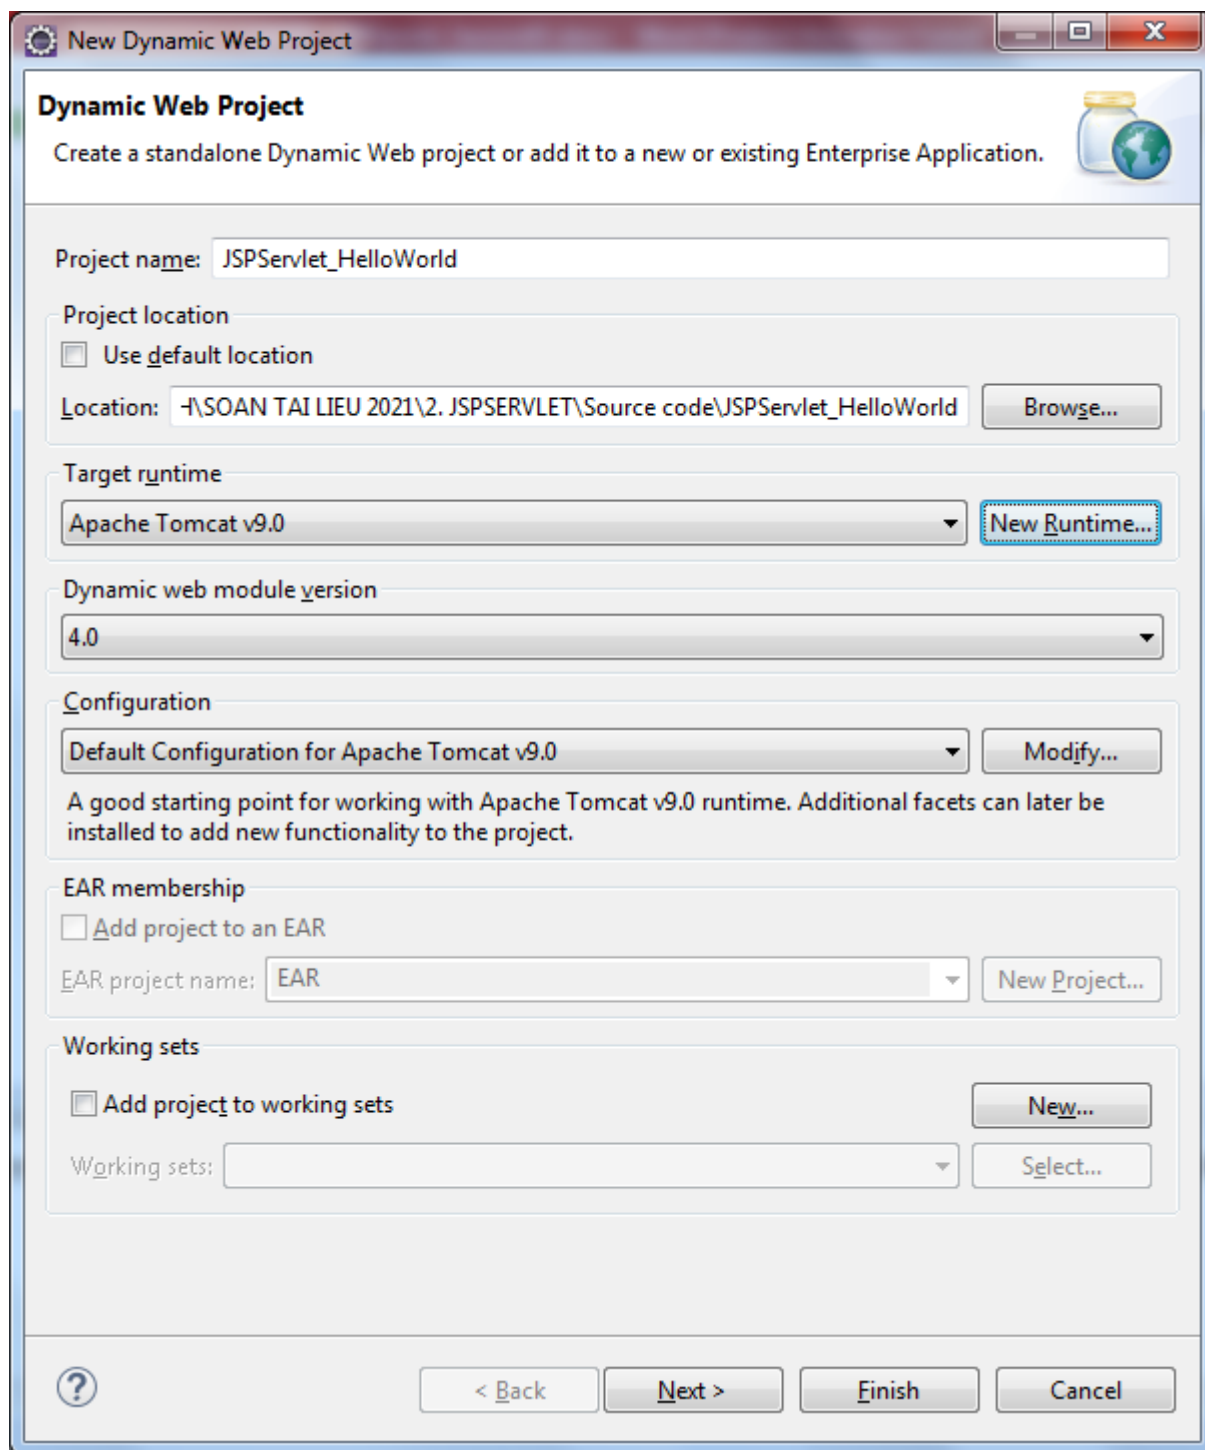 New Dynamic Web Project
Dynamic Web Project
Create a standalone Dynamic Web project or add it to a new or existing Enterprise Application.
Project name: JSPServlet_HelloWorld
Project location
Use default location
Location: \SOAN TAI LIEU 2021\2. JSPSERVLET\Source code\JSPServlet_HelloWorld Browse...
Target runtime
Apache Tomcat v9.0 New Runtime...
Dynamic web module version
4.0
Configuration
Default Configuration for Apache Tomcat v9.0 Modify...
A good starting point for working with Apache Tomcat v9.0 runtime. Additional facets can later be
installed to add new functionality to the project.
EAR membership
Add project to an EAR
EAR project name: EAR New Project...
Working sets
Add project to working sets New...
Working sets: Select...
? < Back Next > Finish Cancel